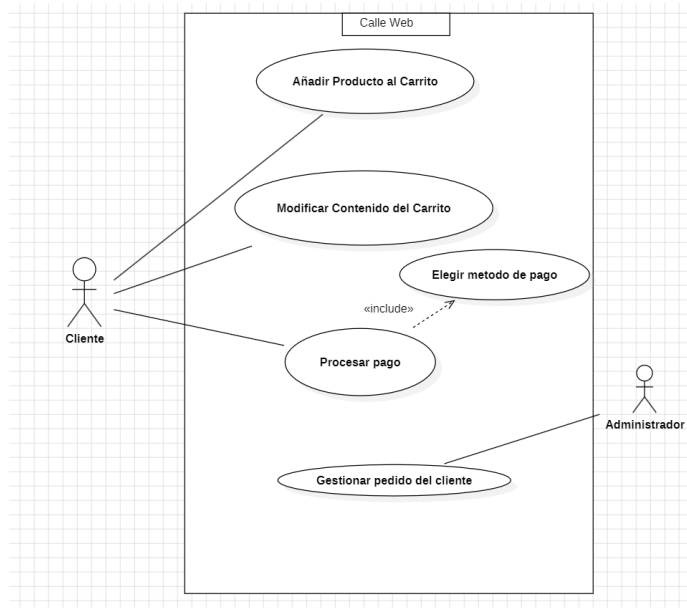 Calle Web
Añadir Producto al Carrito
Modificar Contenido del Carrito
Elegir metodo de pago
«include»
Cliente
Procesar pago
Administrador
Gestionar pedido del cliente